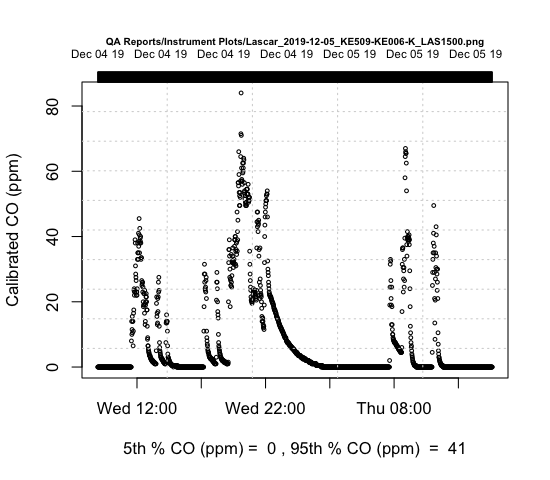 QA Reports/Instrument Plots/Lascar_2019-12-05_KE509-KE006-K_LAS1500.png
Dec 04 19 Dec 04 19 Dec 04 19 Dec 04 19 Dec 05 19 Dec 05 19 Dec 05 19
80
60
40
20
0
Calibrated CO (ppm)
Wed 12:00 Wed 22:00 Thu 08:00
5th % CO (ppm) = 0 , 95th % CO (ppm) = 41